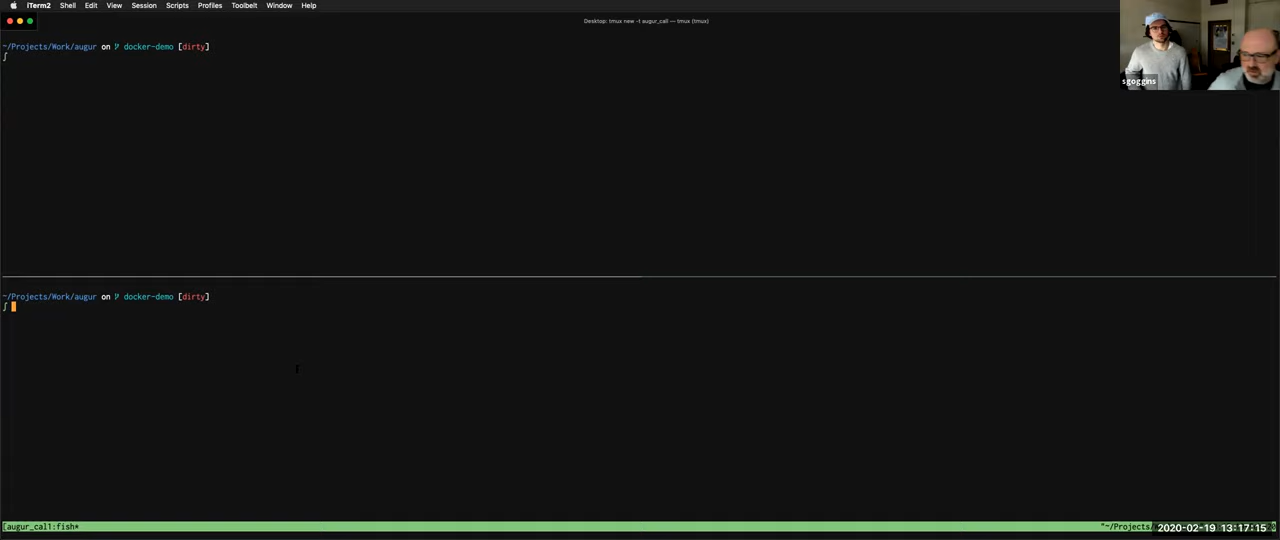 iTerm2 Shell Edit View Session Scripts Profiles Toolbelt Window Help
Desktop: tmux new -t augur_call — tmux (tmux)
~/Projects/Work/augur on docker-demo [dirty]
∫
sgoggins
~/Projects/Work/augur on docker-demo [dirty]
∫
[augur_call:fish*
"~/Projects/
2020-02-19 13:17:15